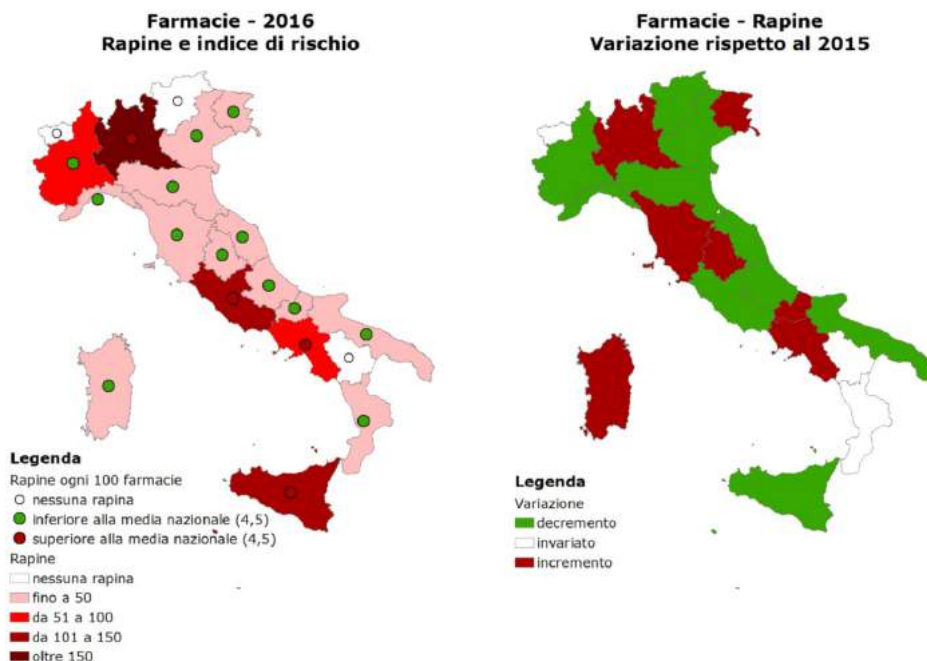 Farmacie - 2016
Rapine e indice di rischio
Legenda
Rapine ogni 100 farmacie
nessuna rapina
inferiore alla media nazionale (4,5)
superiore alla media nazionale (4,5)
Rapine
nessuna rapina
fino a 50
da 51 a 100
da 101 a 150
oltre 150
Farmacie - Rapine
Variazione rispetto al 2015
Legenda
Variazione
decremento
invariato
incremento